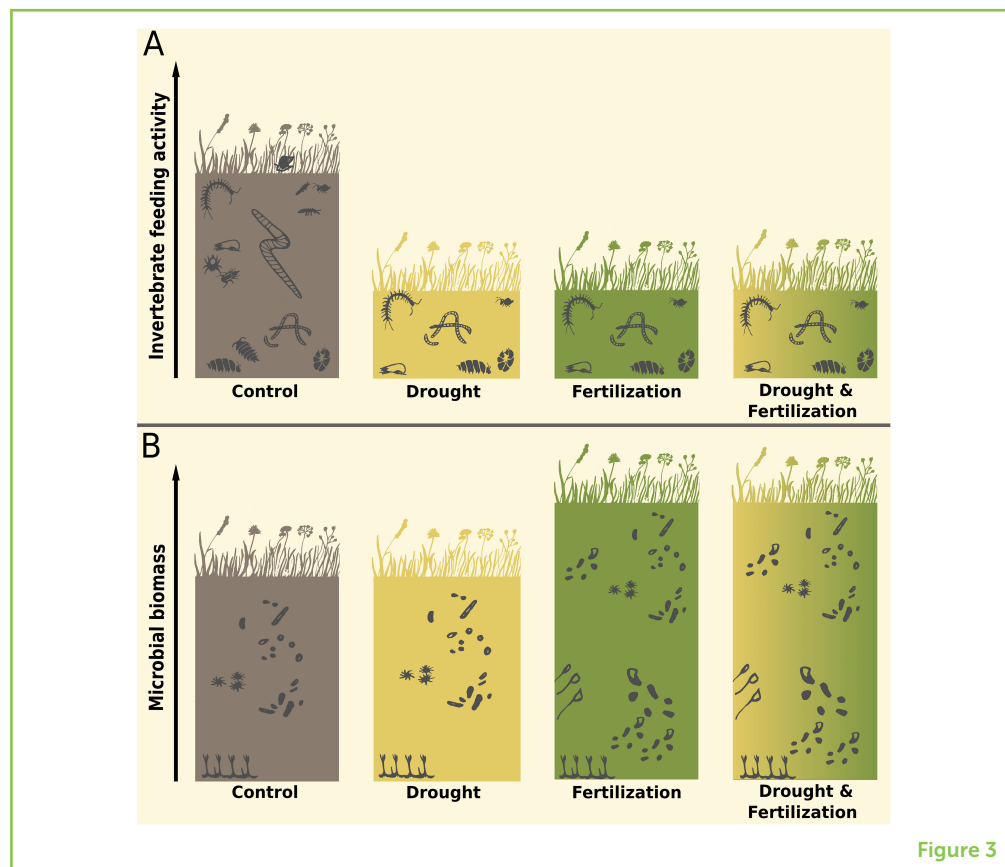 A
Invertebrate feeding activity
Control
Drought
Fertilization
Drought &
Fertilization
B
Microbial biomass
Control
Drought
Fertilization
Drought &
Fertilization
Figure 3